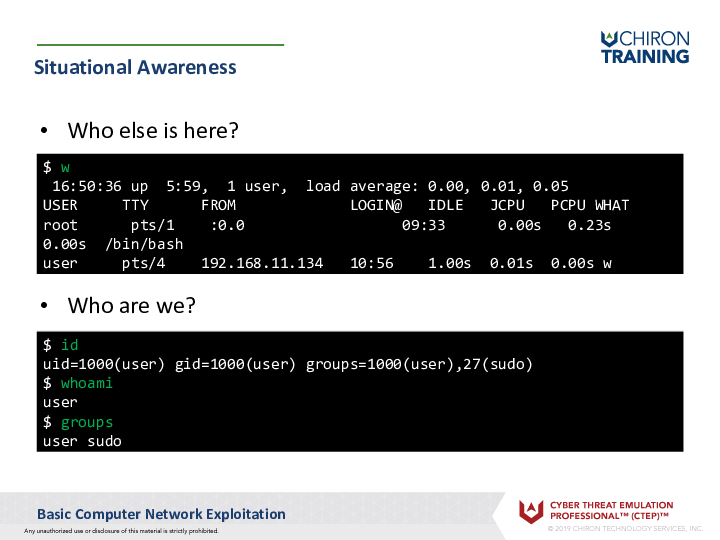 CHIRON
TRAINING
Situational Awareness
• Who else is here?
$ w
16:50:36 up 5:59, 1 user, load average: 0.00, 0.01, 0.05
USER TTY FROM LOGIN@ IDLE JCPU PCPU WHAT
root pts/1 :0.0 09:33 0.00s 0.23s
0.00s /bin/bash
user pts/4 192.168.11.134 10:56 1.00s 0.01s 0.00s w
• Who are we?
$ id
uid=1000(user) gid=1000(user) groups=1000(user),27(sudo)
$ whoami
user
$ groups
user sudo
Basic Computer Network Exploitation
Any unauthorized use or disclosure of this material is strictly prohibited.
CYBER THREAT EMULATION
PROFESSIONAL™ (CTEP)™
© 2019 CHIRON TECHNOLOGY SERVICES, INC.